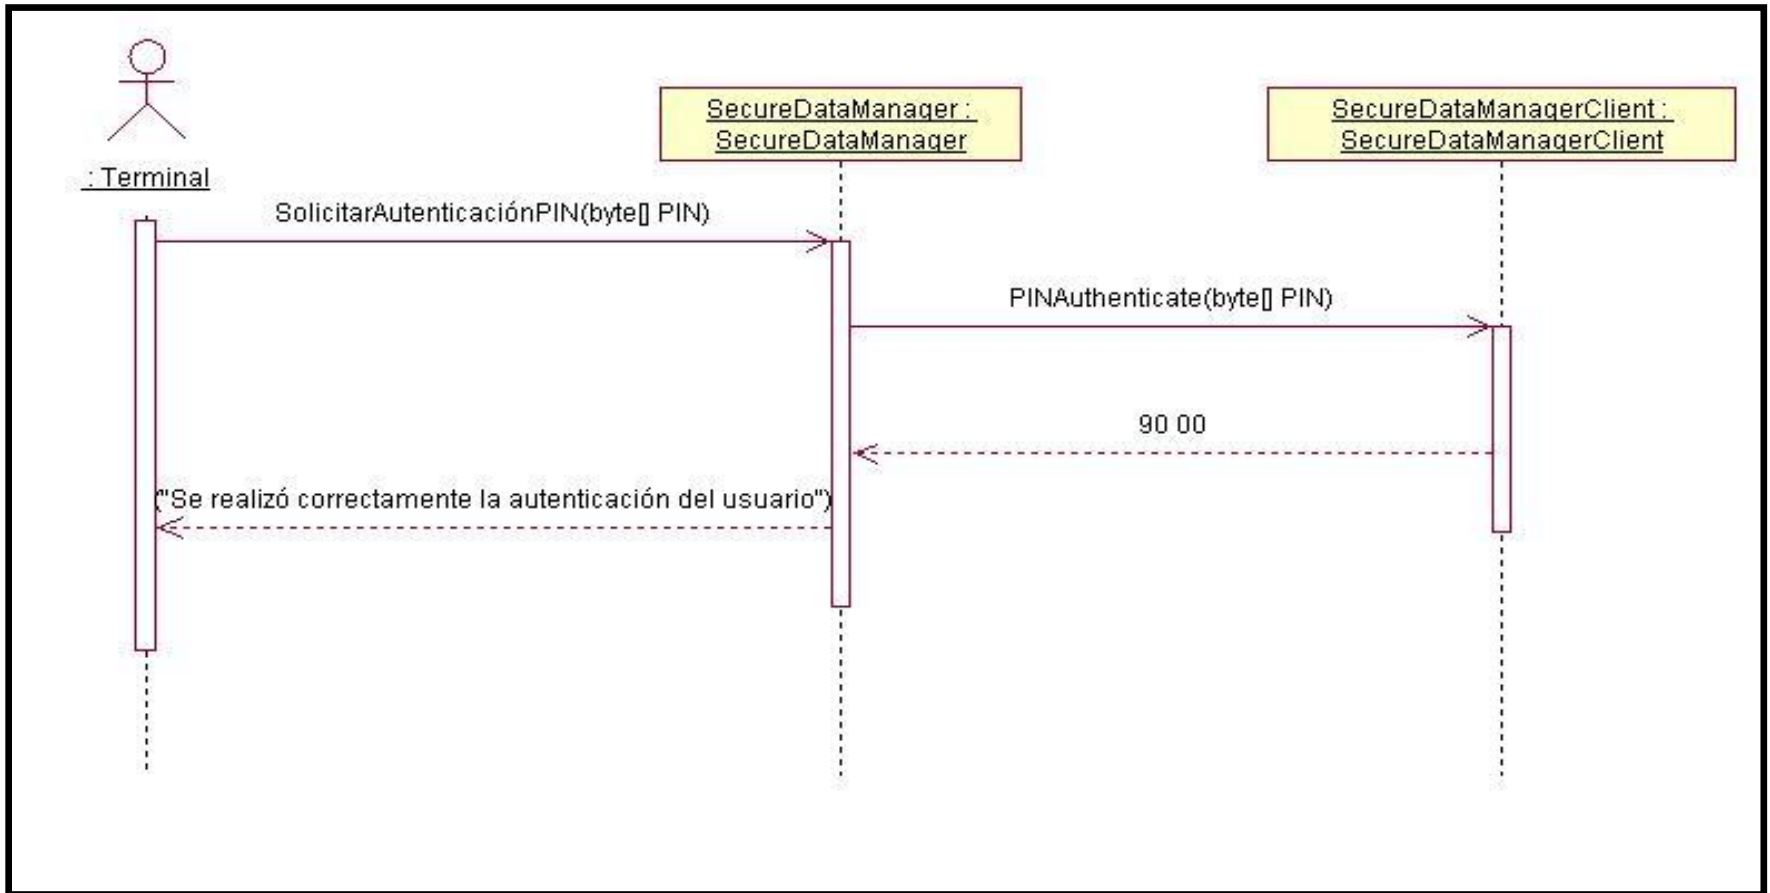 SecureDataManager :
SecureDataManager
SecureDataManagerClient :
SecureDataManagerClient
: Terminal
SolicitarAutenticaciónPIN(byte[] PIN)
PINAuthenticate(byte[] PIN)
90 00
("Se realizó correctamente la autenticación del usuario")